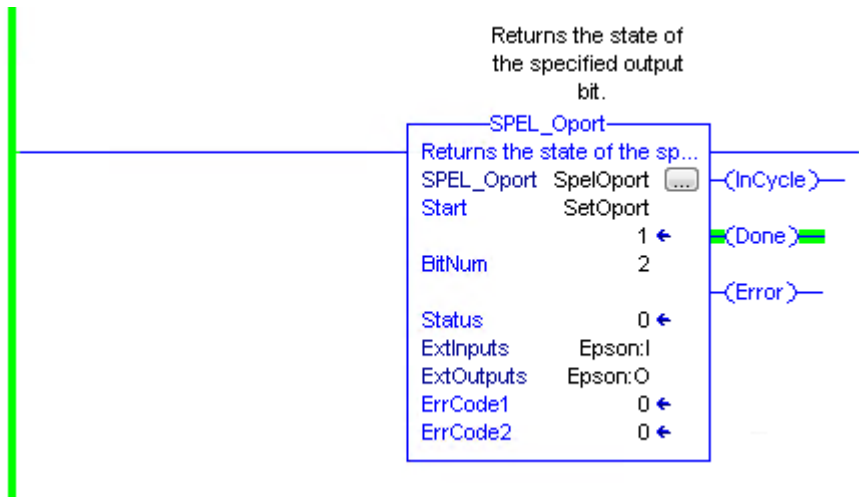 Returns the state of
the specified output
bit.
SPEL_Oport
Returns the state of the sp...
SPEL_Oport SpelOport ... (InCycle)
Start SetOport
1 (Done)
BitNum 2
(Error)
Status 0
ExtInputs Epson:I
ExtOutputs Epson:O
ErrCode1 0
ErrCode2 0